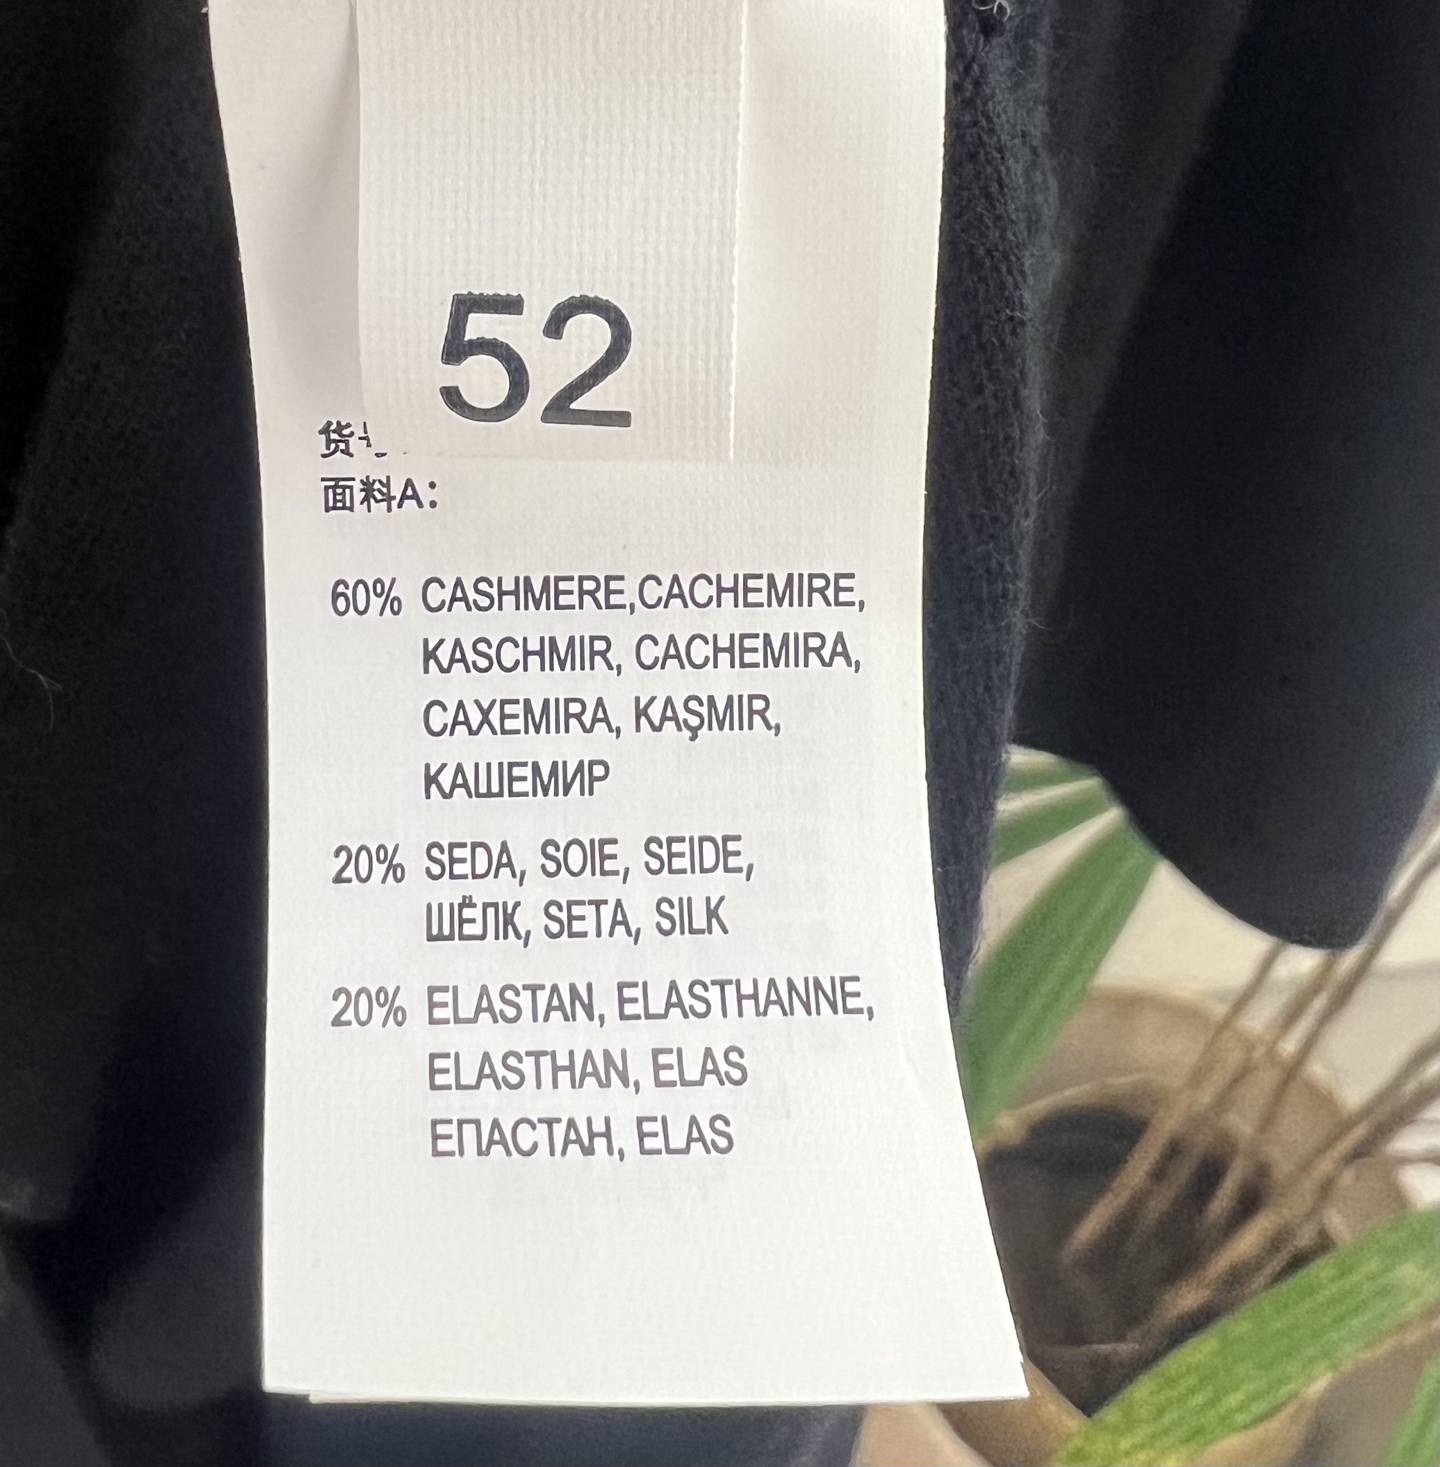 52
货
面料A:
60% CASHMERE,CACHEMIRE,
KASCHMIR, CACHEMIRA,
CAXEMIRA, KAŞMIR,
КАШЕМИР
20% SEDA, SOIE, SEIDE,
ШЁЛК, SETA, SILK
20% ELASTAN, ELASTHANNE,
ELASTHAN, ELAS
ЕПАСТАН, ELAS